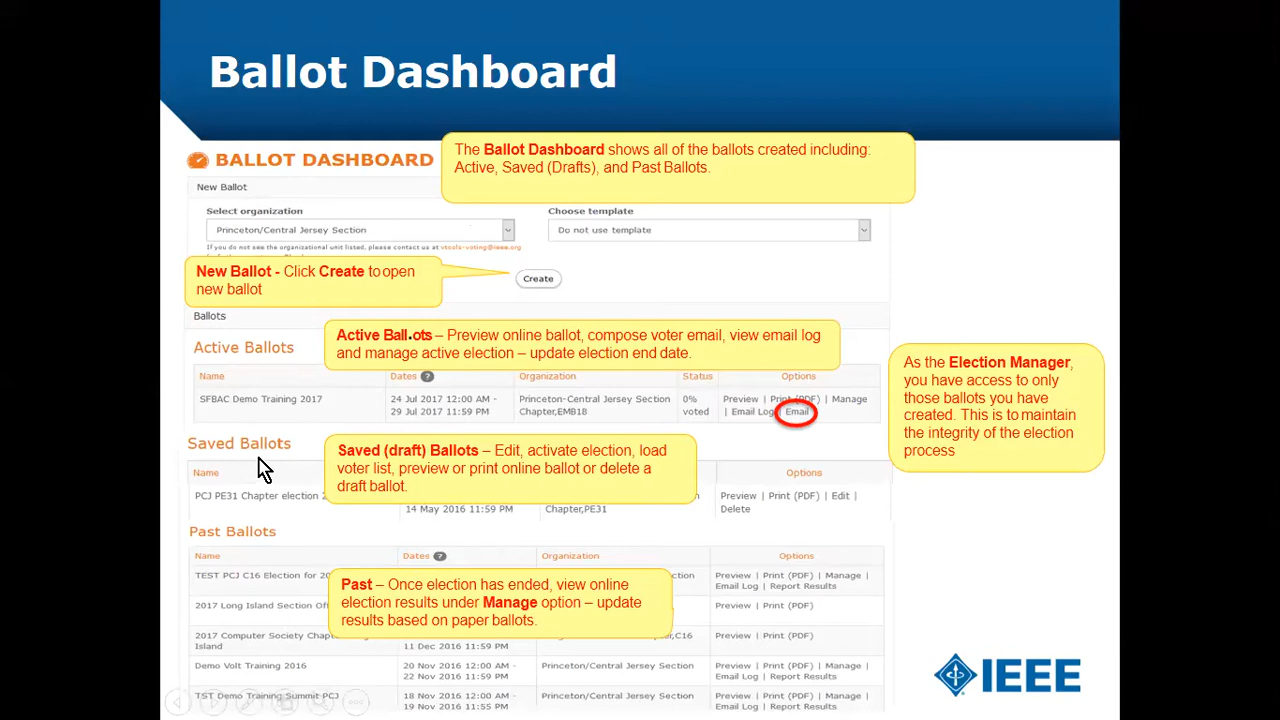 Ballot Dashboard
BALLOT DASHBOARD
The Ballot Dashboard shows all of the ballots created including:
Active, Saved (Drafts), and Past Ballots.
New Ballot
Select organization
Choose template
Princeton/Central Jersey Section
Do not use template
If you do not see the organizational unit listed, please contact us at vtools-voting@ieee.org
New Ballot - Click Create to open
new ballot
Create
Ballots
Active Ballots – Preview online ballot, compose voter email, view email log
and manage active election – update election end date.
Active Ballots
Name Dates ? Organization Status Options
SFBAC Demo Training 2017 24 Jul 2017 12:00 AM - Princeton-Central Jersey Section 0% Preview | Print (PDF) | Manage
29 Jul 2017 11:59 PM Chapter,EMB18 voted | Email Log | Email
As the Election Manager,
you have access to only
those ballots you have
created. This is to maintain
the integrity of the election
process
Saved Ballots
Saved (draft) Ballots – Edit, activate election, load
voter list, preview or print online ballot or delete a
draft ballot.
Name Options
PCJ PE31 Chapter election Preview | Print (PDF) | Edit |
14 May 2016 11:59 PM Chapter,PE31 Delete
Past Ballots
Name Dates ? Organization Options
TEST PCJ C16 Election for Preview | Print (PDF) | Manage |
Email Log | Report Results
Past – Once election has ended, view online
election results under Manage option – update
results based on paper ballots.
2017 Long Island Section Preview | Print (PDF)
2017 Computer Society Preview | Print (PDF)
Island 11 Dec 2016 11:59 PM
Demo Volt Training 2016 20 Nov 2016 12:00 AM - Princeton/Central Jersey Section Preview | Print (PDF) | Manage |
22 Nov 2016 11:59 PM Email Log | Report Results
TST Demo Training Summit PCJ 18 Nov 2016 12:00 AM - Princeton/Central Jersey Section Preview | Print (PDF) | Manage |
19 Nov 2016 11:55 PM Email Log | Report Results
IEEE